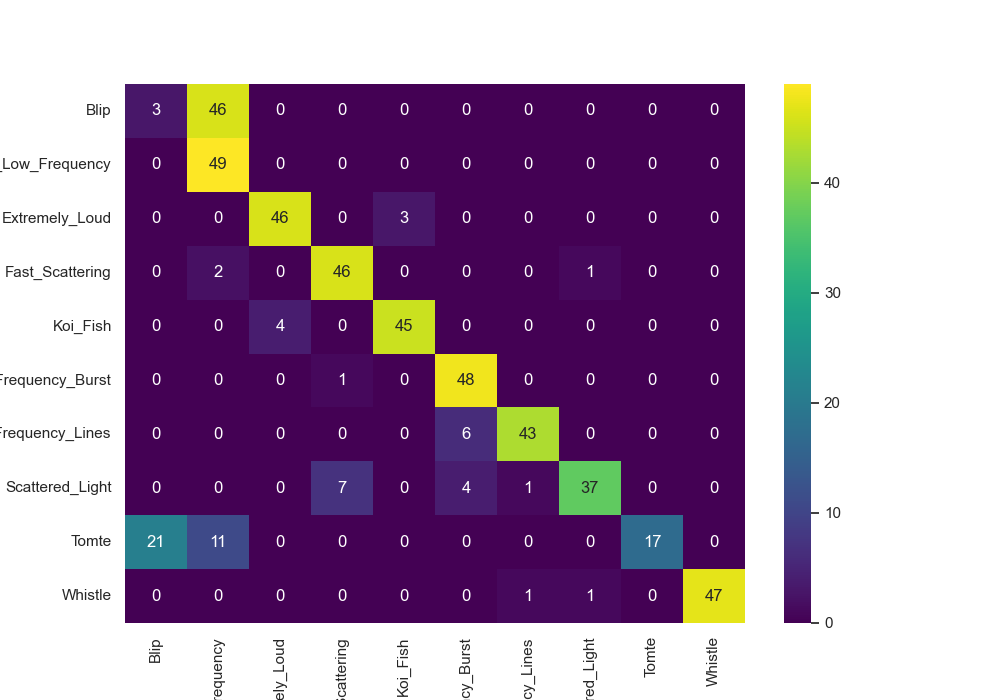 Blip 3 46 0 0 0 0 0 0 0 0
_Low_Frequency 0 49 0 0 0 0 0 0 0 0
Extremely_Loud 0 0 46 0 3 0 0 0 0 0
Fast_Scattering 0 2 0 46 0 0 0 1 0 0
Koi_Fish 0 0 4 0 45 0 0 0 0 0
Frequency_Burst 0 0 0 1 0 48 0 0 0 0
Frequency_Lines 0 0 0 0 0 6 43 0 0 0
Scattered_Light 0 0 0 7 0 4 1 37 0 0
Tomte 21 11 0 0 0 0 0 0 17 0
Whistle 0 0 0 0 0 0 1 1 0 47
Blip
requency
ely_Loud
cattering
Koi_Fish
cy_Burst
cy_Lines
red_Light
Tomte
Whistle
40
30
20
10
0